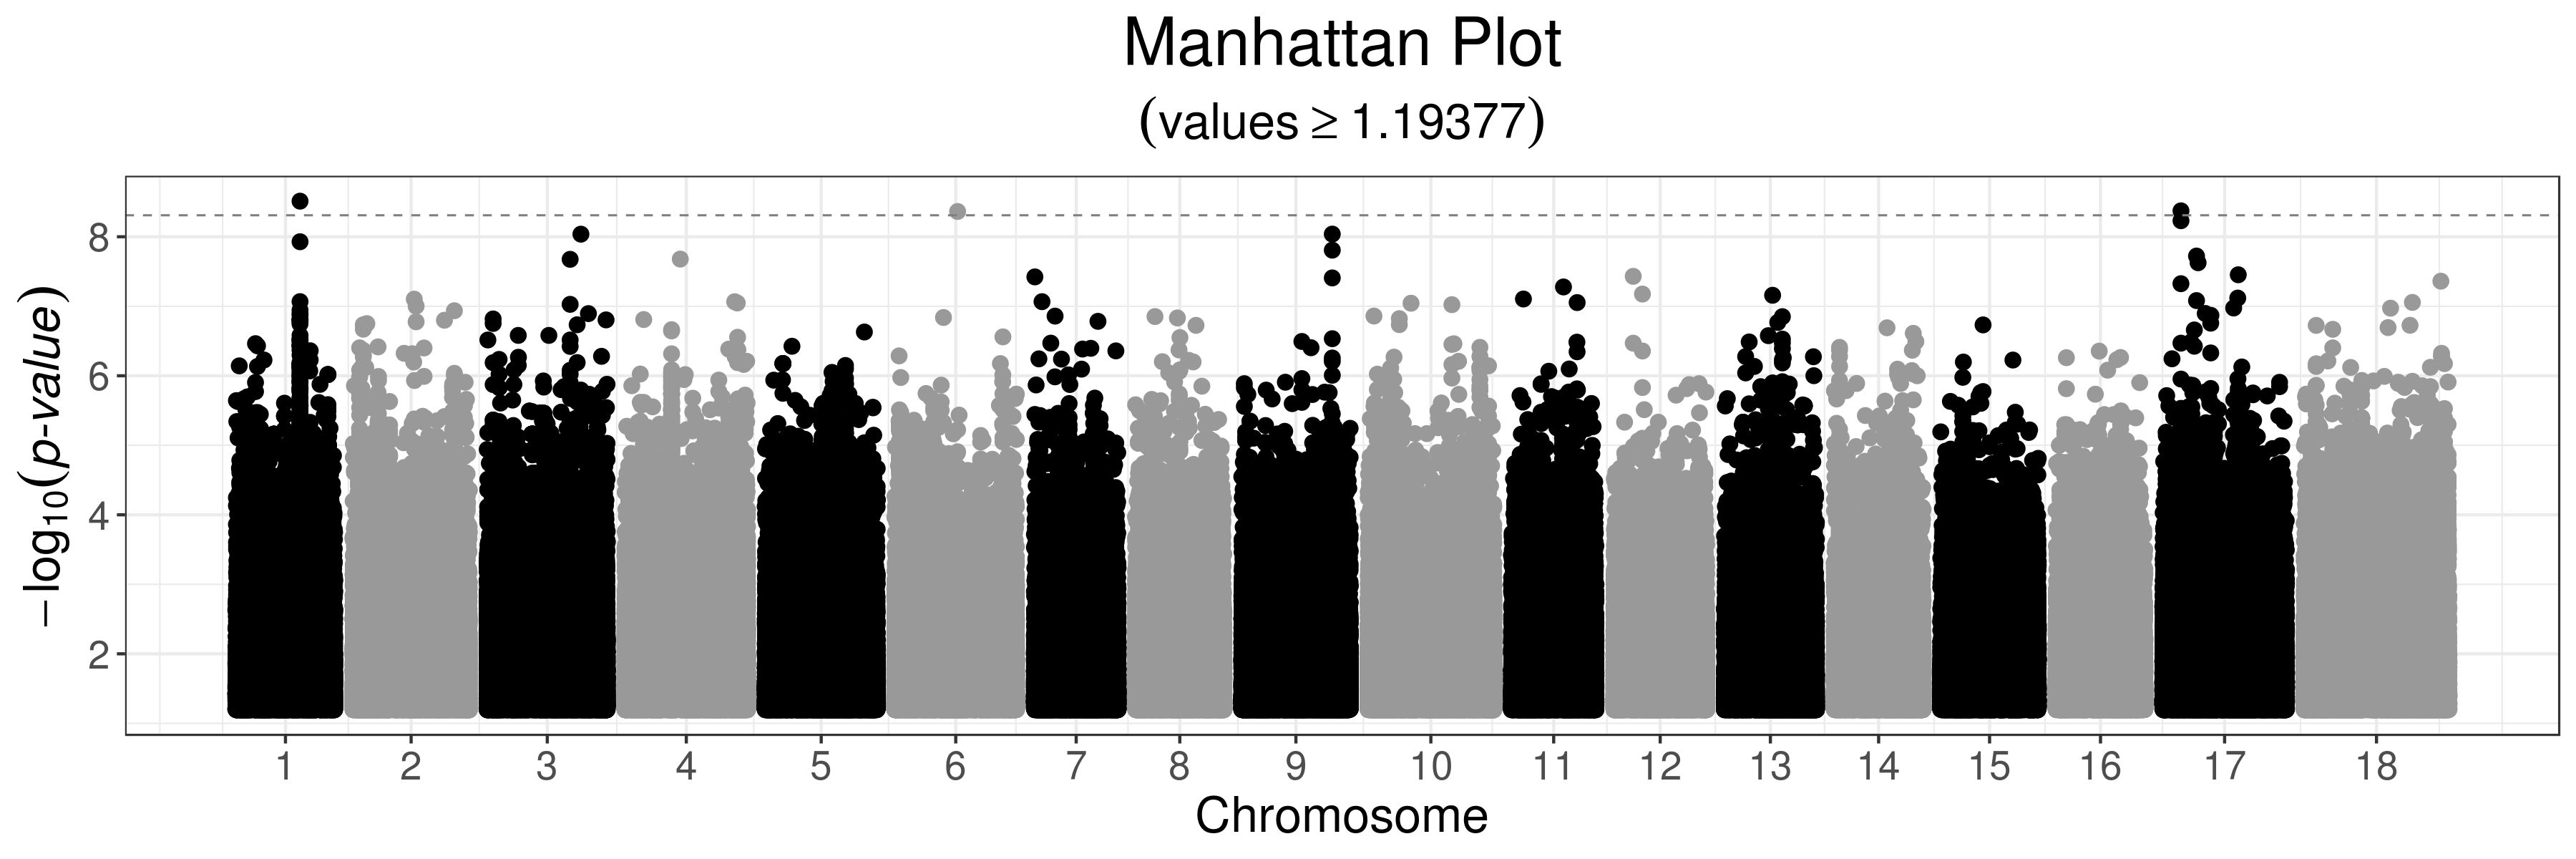 Manhattan Plot
(values ≥ 1.19377)
−log10(p-value)
8
6
4
2
1 2 3 4 5 6 7 8 9 10 11 12 13 14 15 16 17 18
Chromosome